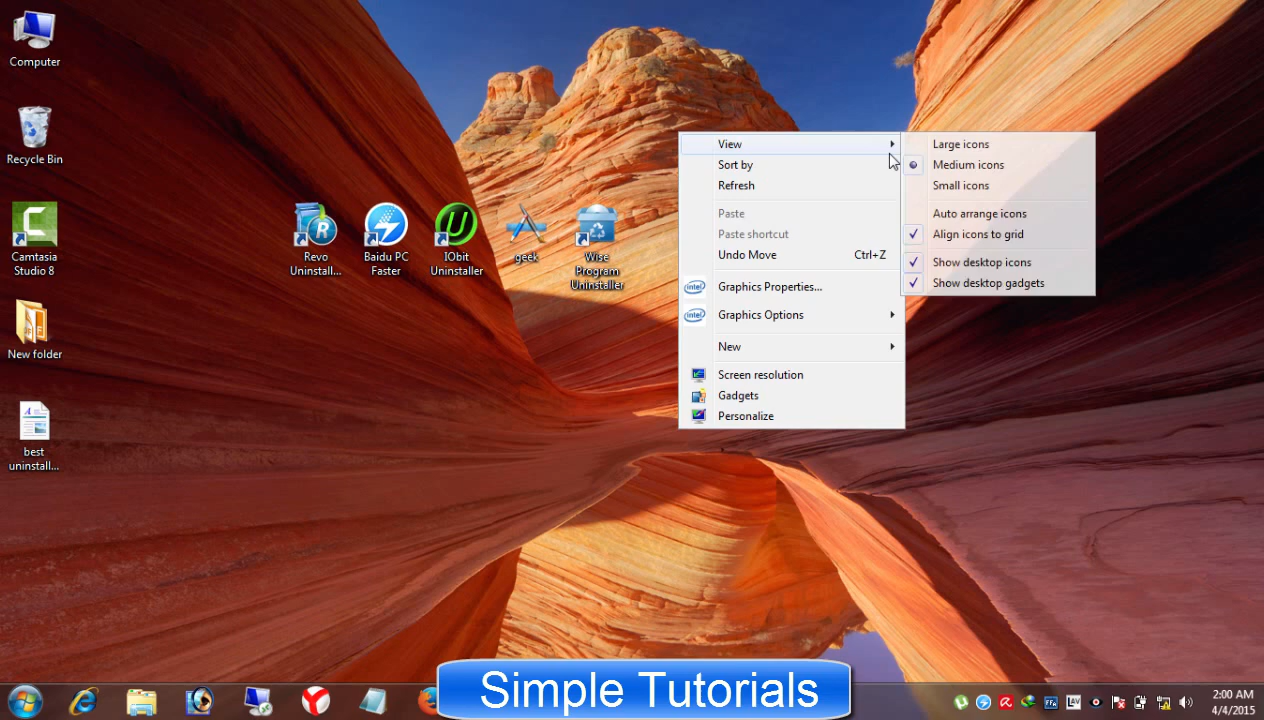 Computer
Recycle Bin
Camtasia
Studio 8
New folder
best
uninstall...
Revo
Uninstall...
Baidu PC
Faster
IObit
Uninstaller
geek
Wise
Program
Uninstaller
View
Sort by
Refresh
Paste
Paste shortcut
Undo Move Ctrl+Z
intel Graphics Properties...
intel Graphics Options
New
Screen resolution
Gadgets
Personalize
Large icons
Medium icons
Small icons
Auto arrange icons
Align icons to grid
Show desktop icons
Show desktop gadgets
Simple Tutorials
LAV
2:00 AM
4/4/2015